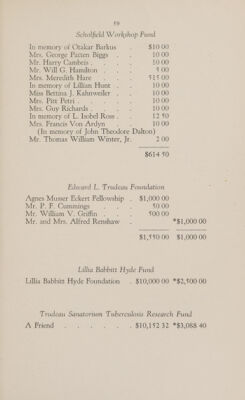 59
Scholfield Workshop Fund
In memory of Otakar Barkus . $10 00
Mrs. George Patten Biggs . . 10 00
Mr. Harry Cambeis . . . 10 00
Mr. Will G. Hamilton . . . 5 00
Mrs. Meredith Hare . . . 515 00
In memory of Lillian Hunt . . 10 00
Miss Bettina J. Kahnweiler . . 10 00
Mrs. Pitt Petri . . . . 10 00
Mrs. Guy Richards . . . . 10 00
In memory of L. Isobel Ross . . 12 50
Mrs. Francis Von Ardyn . . 10 00
(In memory of John Theodore Dalton)
Mr. Thomas William Winter, Jr. 2 00
$614 50
Edward L. Trudeau Foundation
Agnes Musser Eckert Fellowship . $1,000 00
Mr. P. F. Cummings . . . 50 00
Mr. William V. Griffin . . . 500 00
Mr. and Mrs. Alfred Renshaw . *$1,000 00
$1,550 00 $1,000 00
Lillia Babbitt Hyde Fund
Lillia Babbitt Hyde Foundation . $10,000 00 *$2,500 00
Trudeau Sanatorium Tuberculosis Research Fund
A Friend . . . . . . $10,152 32 *$3,088 40